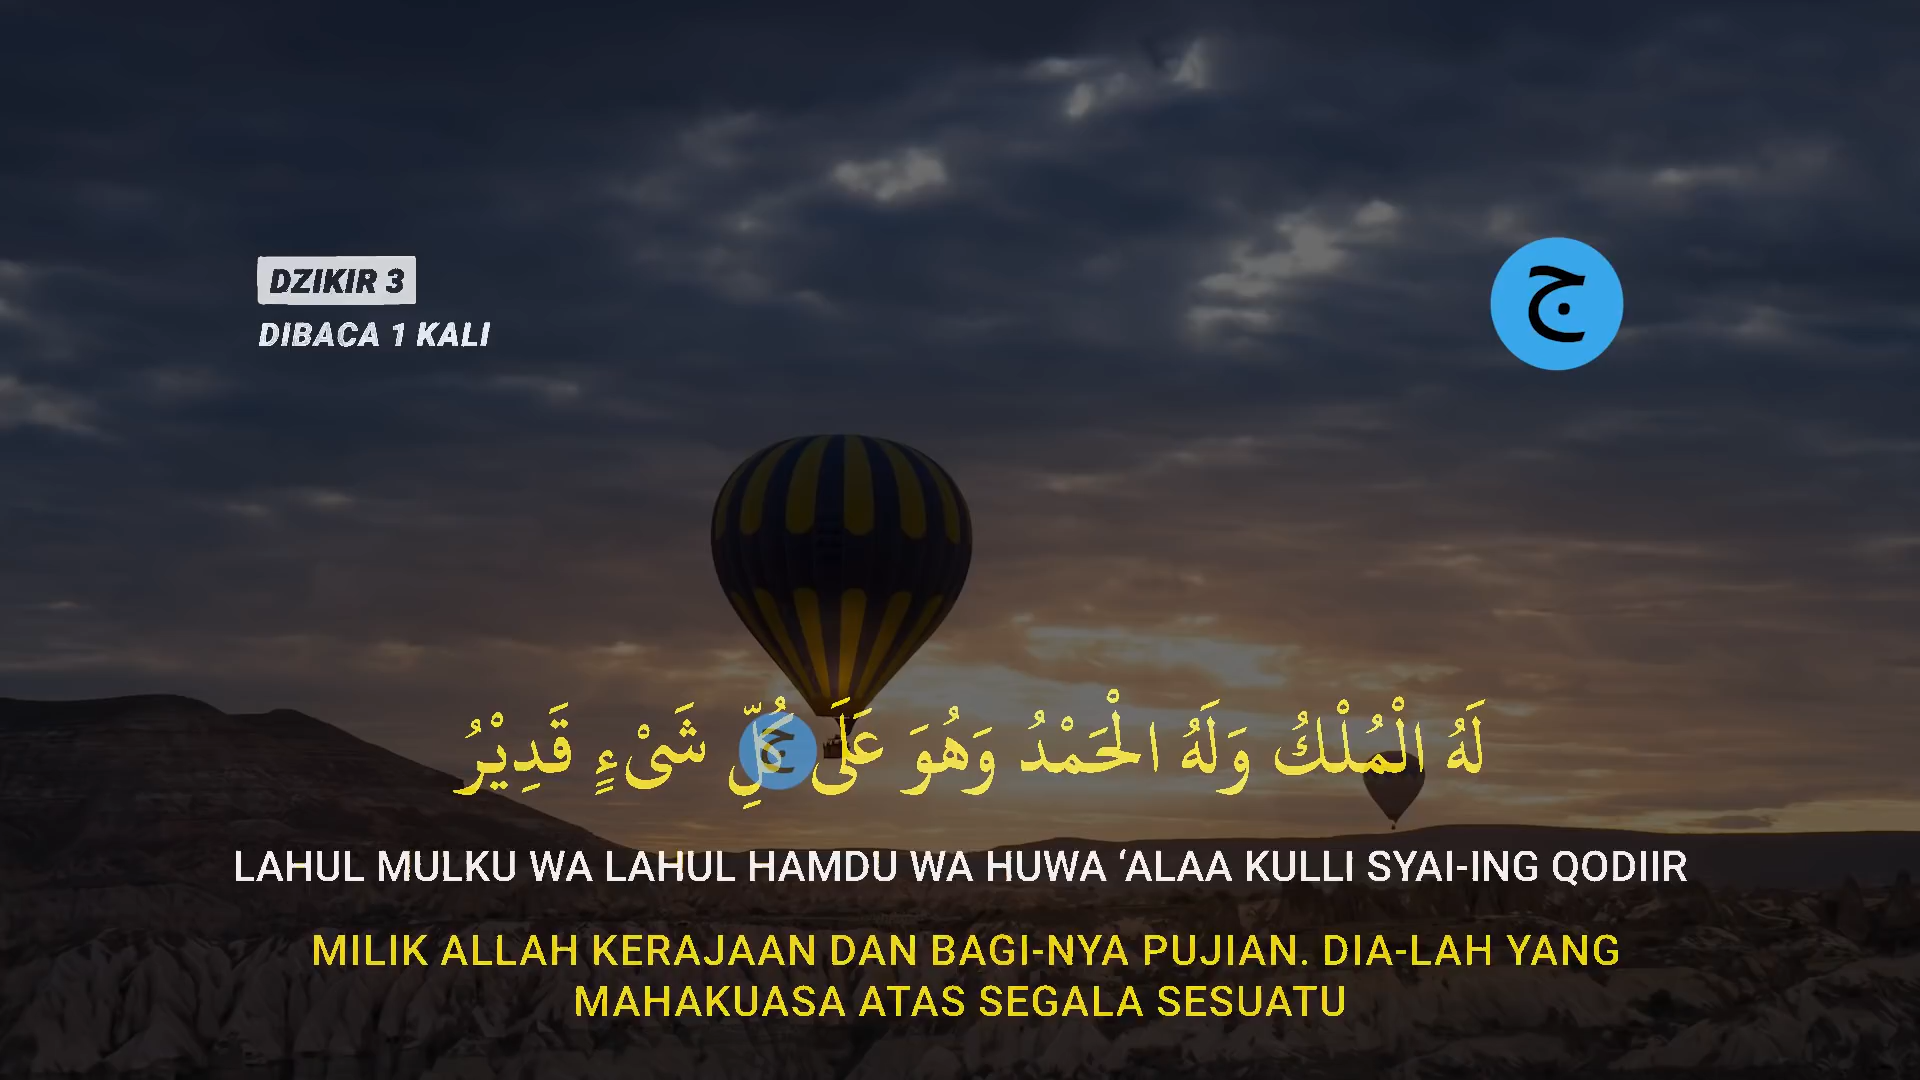 DZIKIR 3
DIBACA 1 KALI
ج
لَهُ الْمُلْكُ وَلَهُ الْحَمْدُ وَهُوَ عَلَى كُلِّ شَىْءٍ قَدِيْرُ
ج
LAHUL MULKU WA LAHUL HAMDU WA HUWA ‘ALAA KULLI SYAI-ING QODIIR
MILIK ALLAH KERAJAAN DAN BAGI-NYA PUJIAN. DIA-LAH YANG
MAHAKUASA ATAS SEGALA SESUATU